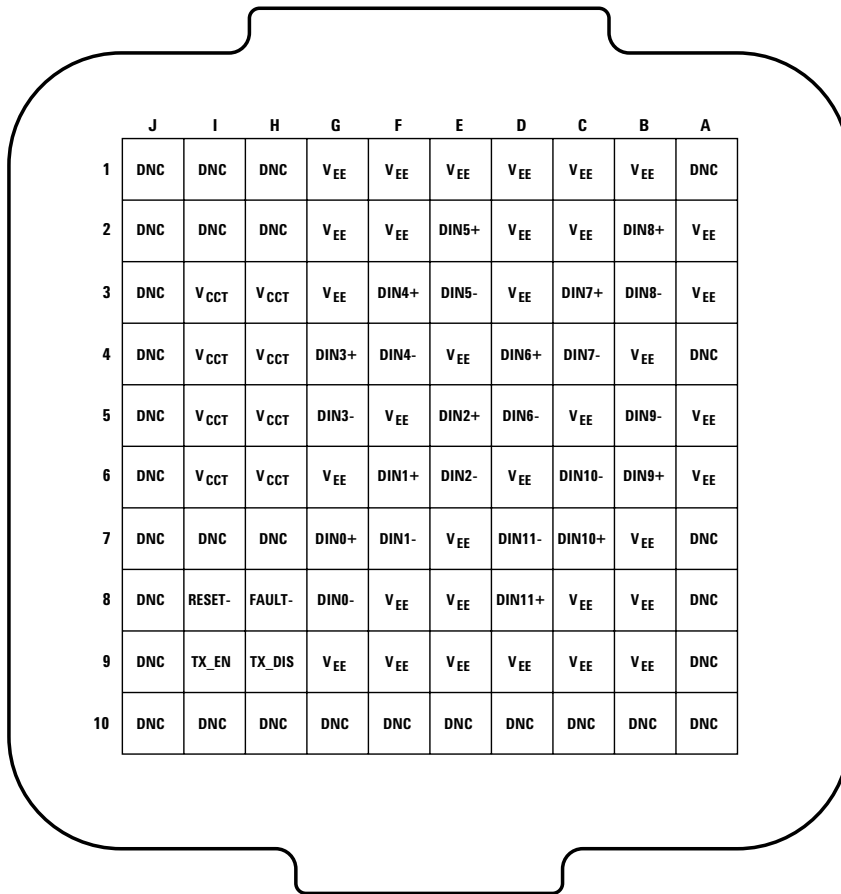 J I H G F E D C B A
1 DNC DNC DNC VEE VEE VEE VEE VEE VEE DNC
2 DNC DNC DNC VEE VEE DIN5+ VEE VEE DIN8+ VEE
3 DNC VCCT VCCT VEE DIN4+ DIN5- VEE DIN7+ DIN8- VEE
4 DNC VCCT VCCT DIN3+ DIN4- VEE DIN6+ DIN7- VEE DNC
5 DNC VCCT VCCT DIN3- VEE DIN2+ DIN6- VEE DIN9- VEE
6 DNC VCCT VCCT VEE DIN1+ DIN2- VEE DIN10- DIN9+ VEE
7 DNC DNC DNC DIN0+ DIN1- VEE DIN11- DIN10+ VEE DNC
8 DNC RESET- FAULT- DIN0- VEE VEE DIN11+ VEE VEE DNC
9 DNC TX_EN TX_DIS VEE VEE VEE VEE VEE VEE DNC
10 DNC DNC DNC DNC DNC DNC DNC DNC DNC DNC